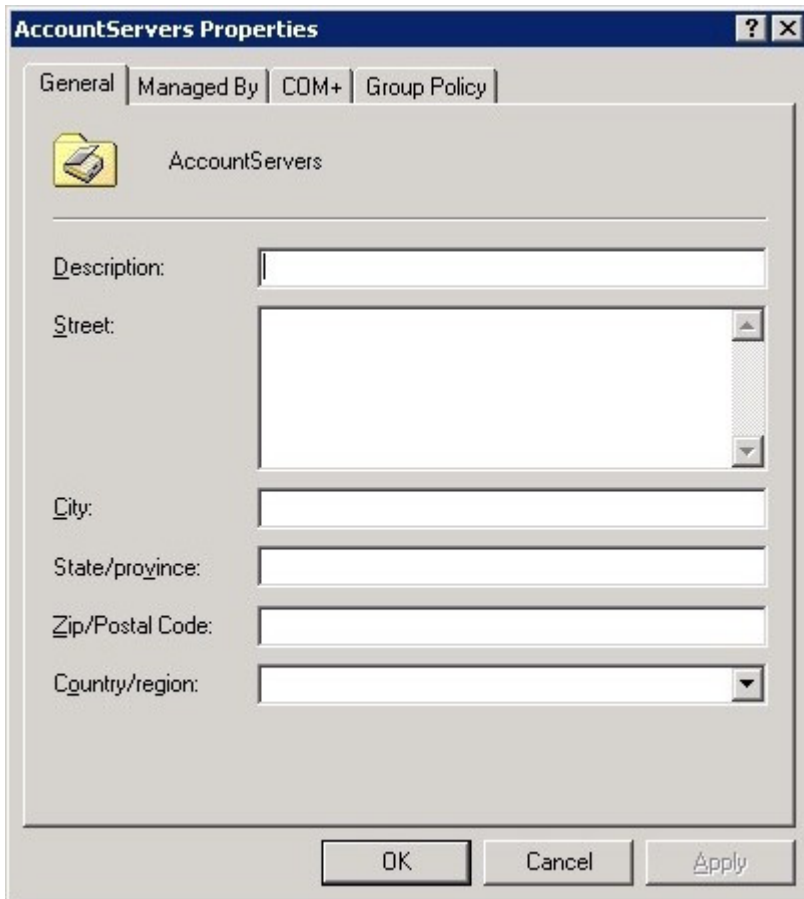 AccountServers Properties
General Managed By COM+ Group Policy
AccountServers
Description:
Street:
City:
State/province:
Zip/Postal Code:
Country/region:
OK Cancel Apply